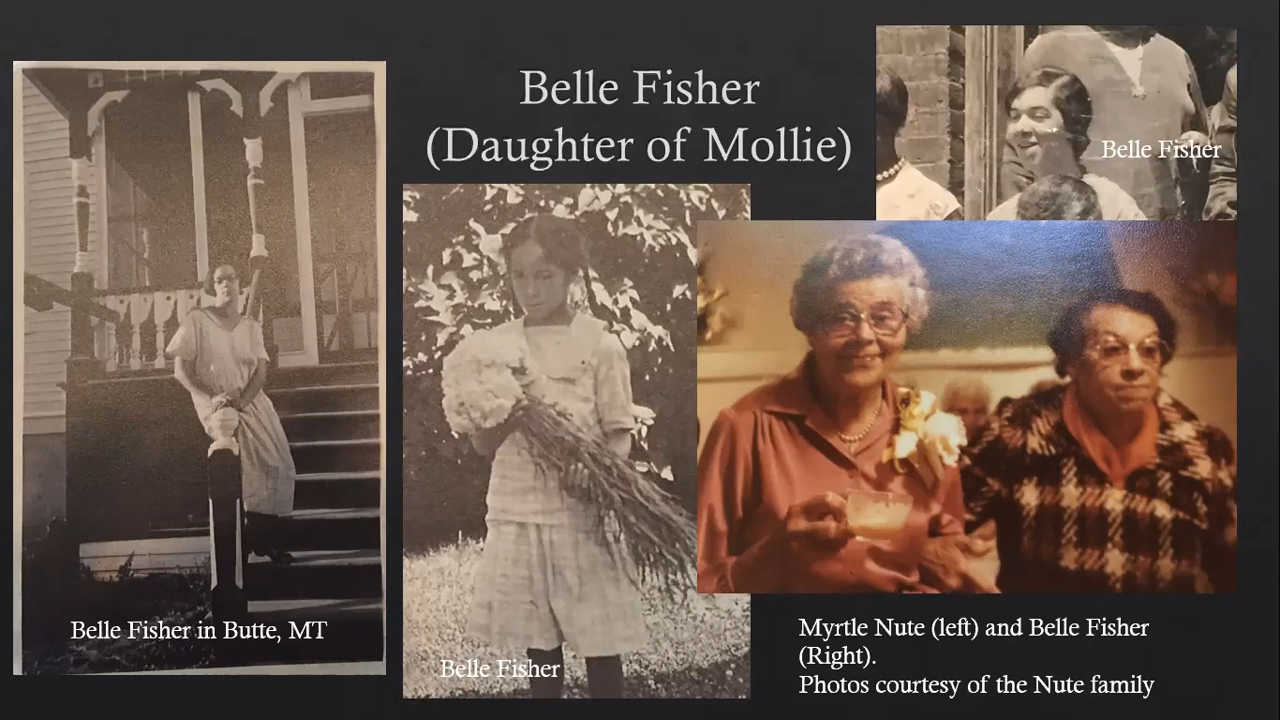 Belle Fisher
(Daughter of Mollie)
Belle Fisher
Belle Fisher in Butte, MT
Belle Fisher
Myrtle Nute (left) and Belle Fisher
(Right).
Photos courtesy of the Nute family